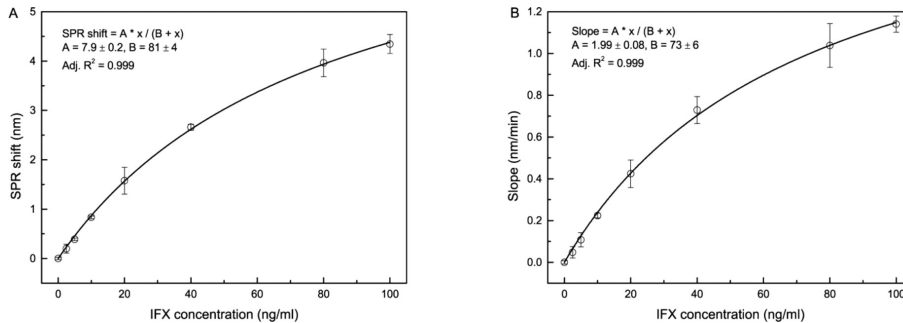 A
SPR shift = A * x / (B + x)
A = 7.9 ± 0.2, B = 81 ± 4
Adj. R² = 0.999
5
4
3
2
1
0
SPR shift (nm)
0 20 40 60 80 100
IFX concentration (ng/ml)
B
Slope = A * x / (B + x)
A = 1.99 ± 0.08, B = 73 ± 6
Adj. R² = 0.999
1.2
1.0
0.8
0.6
0.4
0.2
0.0
Slope (nm/min)
0 20 40 60 80 100
IFX concentration (ng/ml)